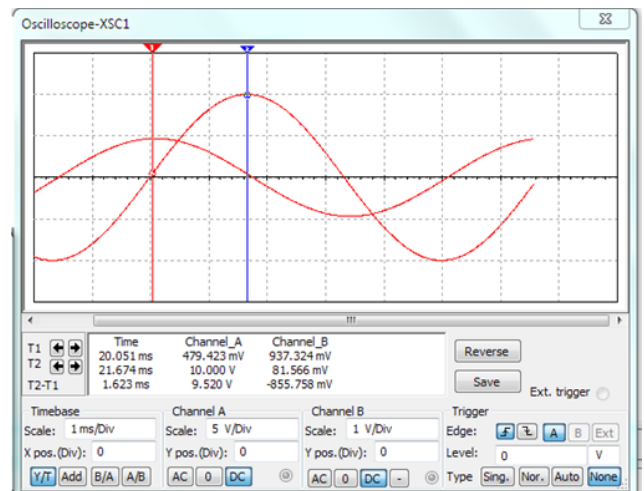 Oscilloscope-XSC1
1 2
Time Channel_A Channel_B
T1 20.051 ms 479.423 mV 937.324 mV
T2 21.674 ms 10.000 V 81.566 mV
T2-T1 1.623 ms 9.520 V -855.758 mV
Reverse
Save
Ext. trigger
Timebase Channel A Channel B Trigger
Scale: 1 ms/Div Scale: 5 V/Div Scale: 1 V/Div Edge: A B Ext
X pos.(Div): 0 Y pos.(Div): 0 Y pos.(Div): 0 Level: 0 V
Y/T Add B/A A/B AC 0 DC AC 0 DC - Type Sing. Nor. Auto None